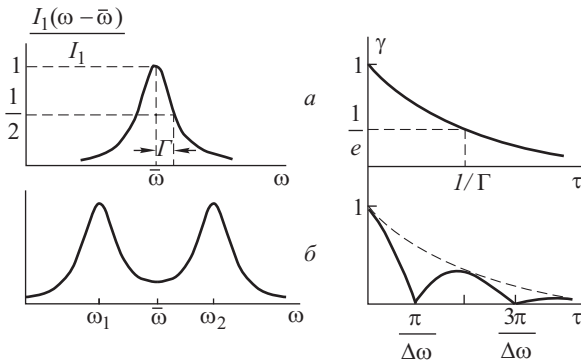 I₁(ω – ω̄)
I₁
1
1
2
Γ
ω̄
ω
а
γ
1
1
e
1/Γ
τ
ω₁
ω̄
ω₂
ω
б
1
π
Δω
3π
Δω
τ